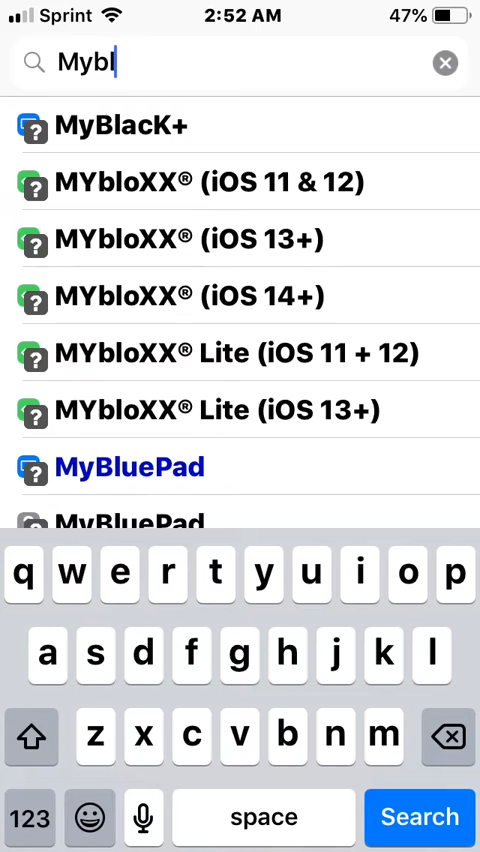 Sprint 2:52 AM 47%
Mybl
? MyBlacK+
? MYbloXX® (iOS 11 & 12)
? MYbloXX® (iOS 13+)
? MYbloXX® (iOS 14+)
? MYbloXX® Lite (iOS 11 + 12)
? MYbloXX® Lite (iOS 13+)
? MyBluePad
? MyBluePad
q w e r t y u i o p
a s d f g h j k l
z x c v b n m
123 space Search